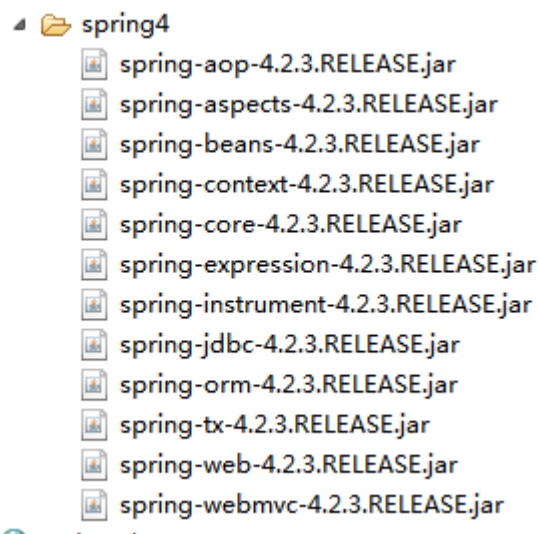 spring4
spring-aop-4.2.3.RELEASE.jar
spring-aspects-4.2.3.RELEASE.jar
spring-beans-4.2.3.RELEASE.jar
spring-context-4.2.3.RELEASE.jar
spring-core-4.2.3.RELEASE.jar
spring-expression-4.2.3.RELEASE.jar
spring-instrument-4.2.3.RELEASE.jar
spring-jdbc-4.2.3.RELEASE.jar
spring-orm-4.2.3.RELEASE.jar
spring-tx-4.2.3.RELEASE.jar
spring-web-4.2.3.RELEASE.jar
spring-webmvc-4.2.3.RELEASE.jar